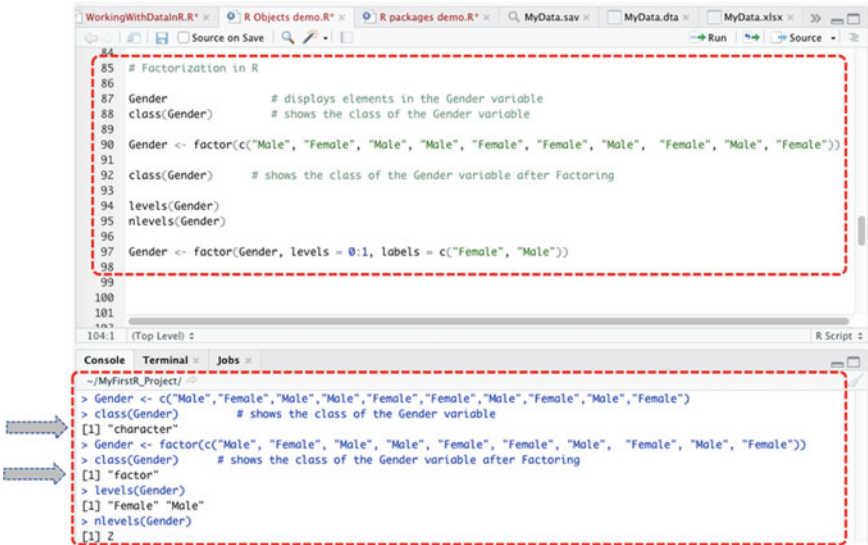 WorkingWithDataInR.R* × R Objects demo.R* × R packages demo.R* × MyData.sav × MyData.dta × MyData.xlsx ×
Source on Save Run Source
84
85 # Factorization in R
86
87 Gender # displays elements in the Gender variable
88 class(Gender) # shows the class of the Gender variable
89
90 Gender <- factor(c("Male", "Female", "Male", "Male", "Female", "Female", "Male", "Female", "Male", "Female"))
91
92 class(Gender) # shows the class of the Gender variable after Factoring
93
94 levels(Gender)
95 nlevels(Gender)
96
97 Gender <- factor(Gender, levels = 0:1, labels = c("Female", "Male"))
98
99
100
101
102
104:1 (Top Level) R Script
Console Terminal × Jobs ×
~/MyFirstR_Project/
> Gender <- c("Male","Female","Male","Male","Female","Female","Male","Female","Male","Female")
> class(Gender) # shows the class of the Gender variable
[1] "character"
> Gender <- factor(c("Male", "Female", "Male", "Male", "Female", "Female", "Male", "Female", "Male", "Female"))
> class(Gender) # shows the class of the Gender variable after Factoring
[1] "factor"
> levels(Gender)
[1] "Female" "Male"
> nlevels(Gender)
[1] 2